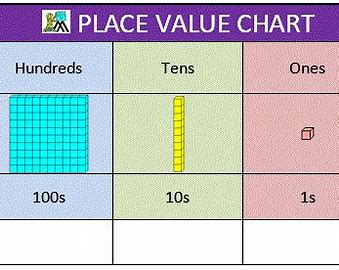 PLACE VALUE CHART
Hundreds Tens Ones
100s 10s 1s